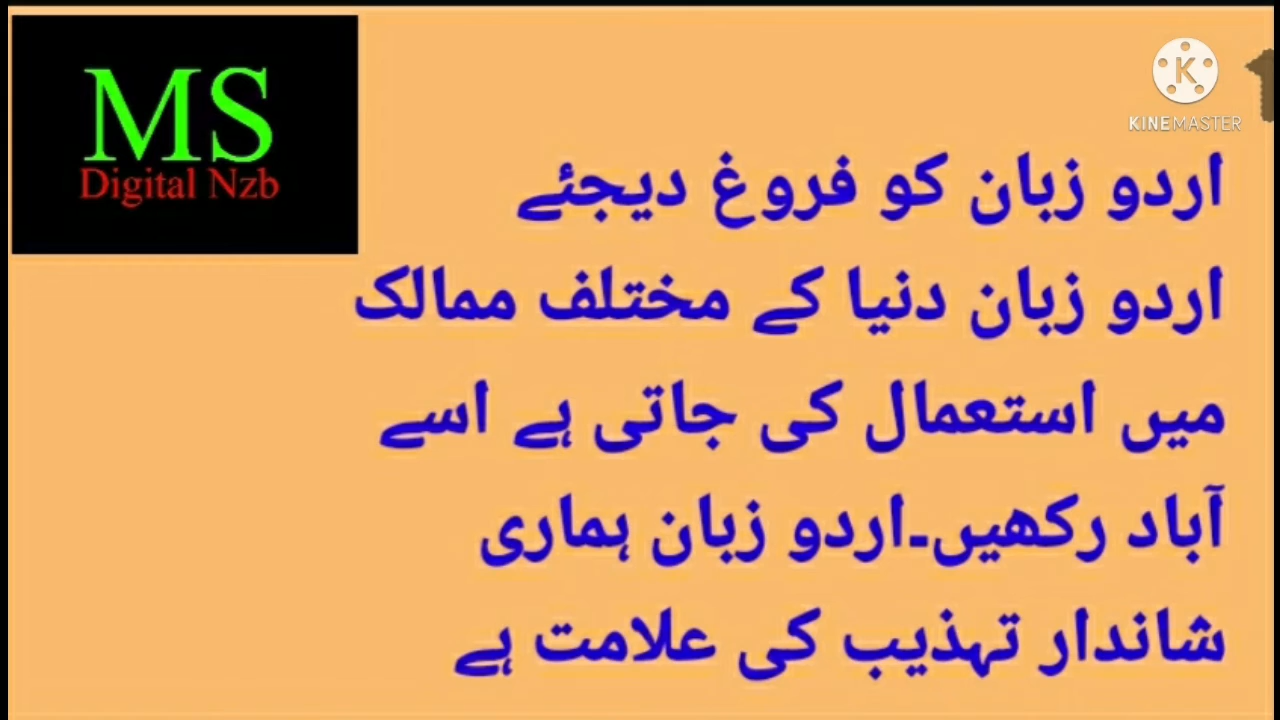 MS
Digital Nzb
KINEMASTER
اردو زبان کو فروغ دیجئے
اردو زبان دنیا کے مختلف ممالک
میں استعمال کی جاتی ہے اسے
آباد رکھیں۔اردو زبان ہماری
شاندار تہذیب کی علامت ہے